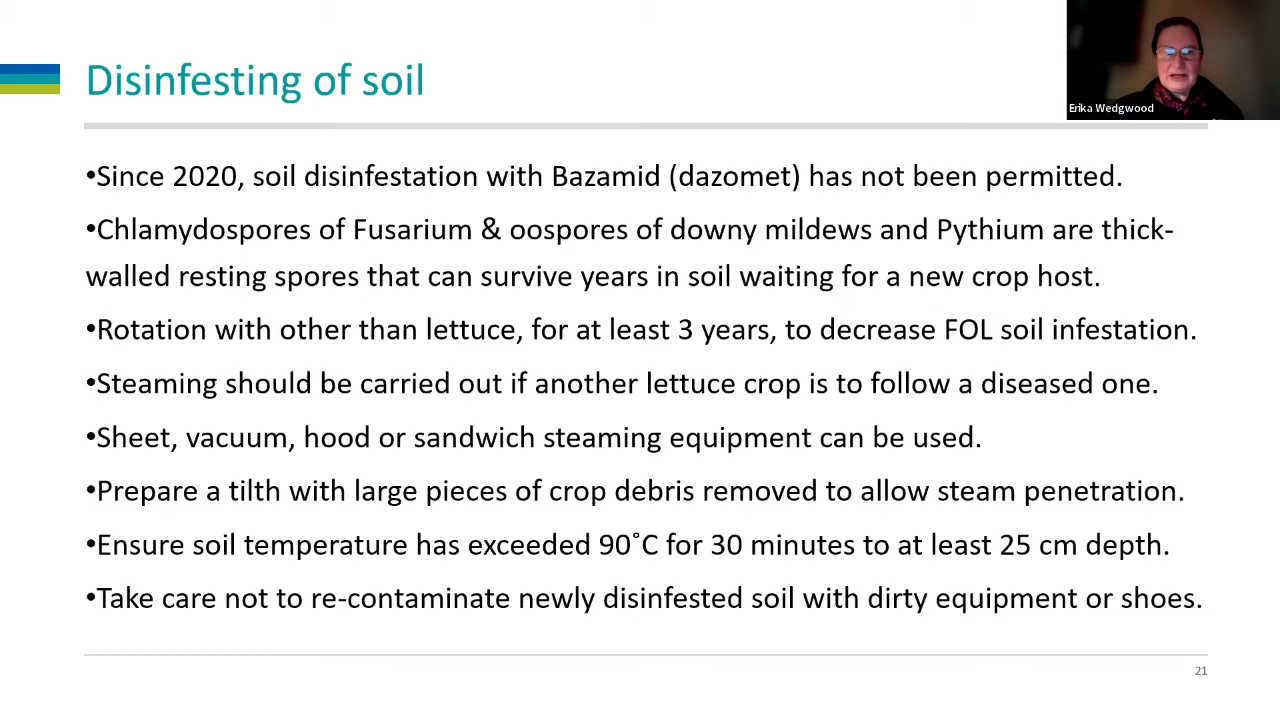 Disinfesting of soil
Erika Wedgwood
•Since 2020, soil disinfestation with Bazamid (dazomet) has not been permitted.
•Chlamydospores of Fusarium & oospores of downy mildews and Pythium are thick-
walled resting spores that can survive years in soil waiting for a new crop host.
•Rotation with other than lettuce, for at least 3 years, to decrease FOL soil infestation.
•Steaming should be carried out if another lettuce crop is to follow a diseased one.
•Sheet, vacuum, hood or sandwich steaming equipment can be used.
•Prepare a tilth with large pieces of crop debris removed to allow steam penetration.
•Ensure soil temperature has exceeded 90˚C for 30 minutes to at least 25 cm depth.
•Take care not to re-contaminate newly disinfested soil with dirty equipment or shoes.
21